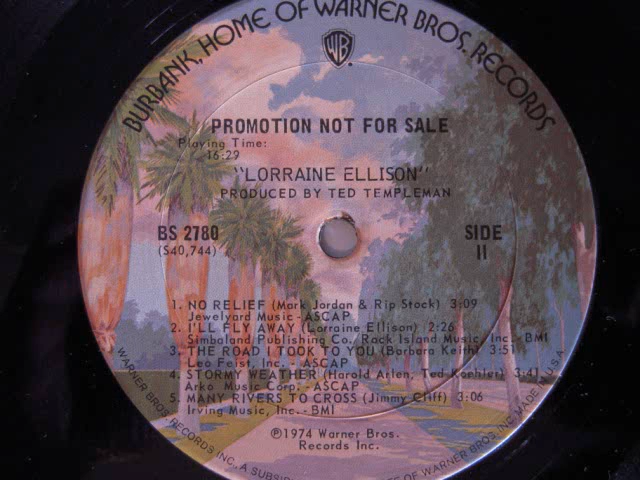 BURBANK, HOME OF WARNER BROS. RECORDS
WB
PROMOTION NOT FOR SALE
Playing Time:
16:29
"LORRAINE ELLISON"
PRODUCED BY TED TEMPLEMAN
BS 2780
(S40,744)
SIDE
II
1. NO RELIEF (Mark Jordan & Rip Stock) 3:09
Jewelyard Music - ASCAP
2. I'LL FLY AWAY (Lorraine Ellison) 2:26
Simbaland Publishing Co. Rock Island Music, Inc. - BMI
3. THE ROAD I TOOK TO YOU (Barbara Keith) 3:51
Leo Feist, Inc. - ASCAP
4. STORMY WEATHER (Harold Arlen, Ted Koehler) 3:41
Arko Music Corp. - ASCAP
5. MANY RIVERS TO CROSS (Jimmy Cliff) 3:06
Irving Music, Inc. - BMI
℗1974 Warner Bros.
Records Inc.
WARNER BROS. RECORDS INC. A SUBSID OF WARNER BROS INC. MADE IN U.S.A.